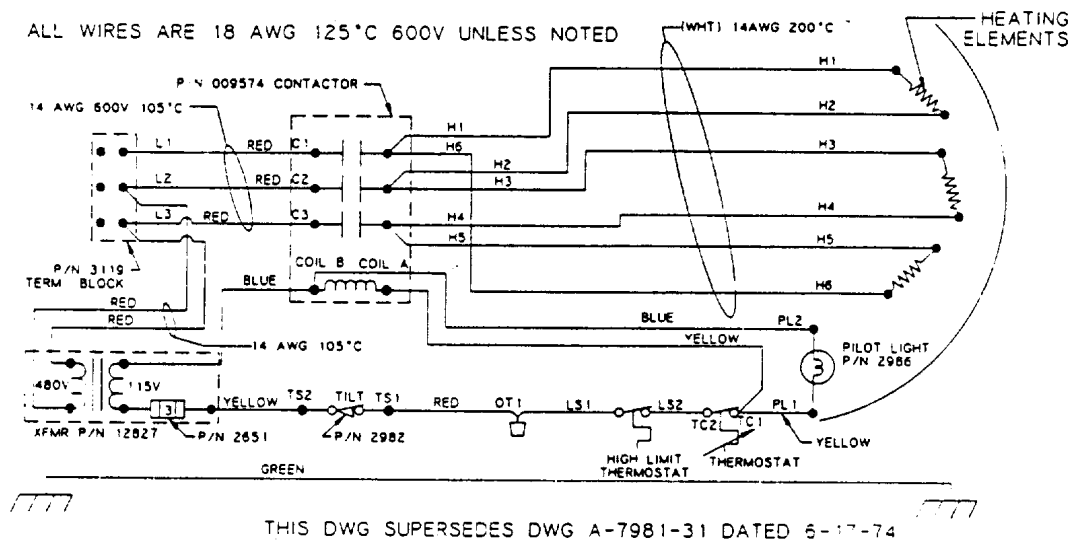 ALL WIRES ARE 18 AWG 125°C 600V UNLESS NOTED
(WHT) 14AWG 200°C
HEATING
ELEMENTS
P/N 009574 CONTACTOR
14 AWG 600V 105°C
H1
H1
H2
H6
L1
RED
C1
H3
H2
L2
RED
C2
H3
L3
RED
C3
H4
H4
H5
H5
P/N 3119
TERM BLOCK
COIL B
COIL A
BLUE
H6
RED
RED
BLUE
PL2
YELLOW
14 AWG 105°C
PILOT LIGHT
P/N 2986
480V
115V
3
YELLOW
TS2
TILT
TS1
RED
OT1
LS1
LS2
TC2
TC1
PL1
XFMR P/N 12827
P/N 2651
P/N 2982
YELLOW
HIGH LIMIT
THERMOSTAT
THERMOSTAT
GREEN
THIS DWG SUPERSEDES DWG A-7981-31 DATED